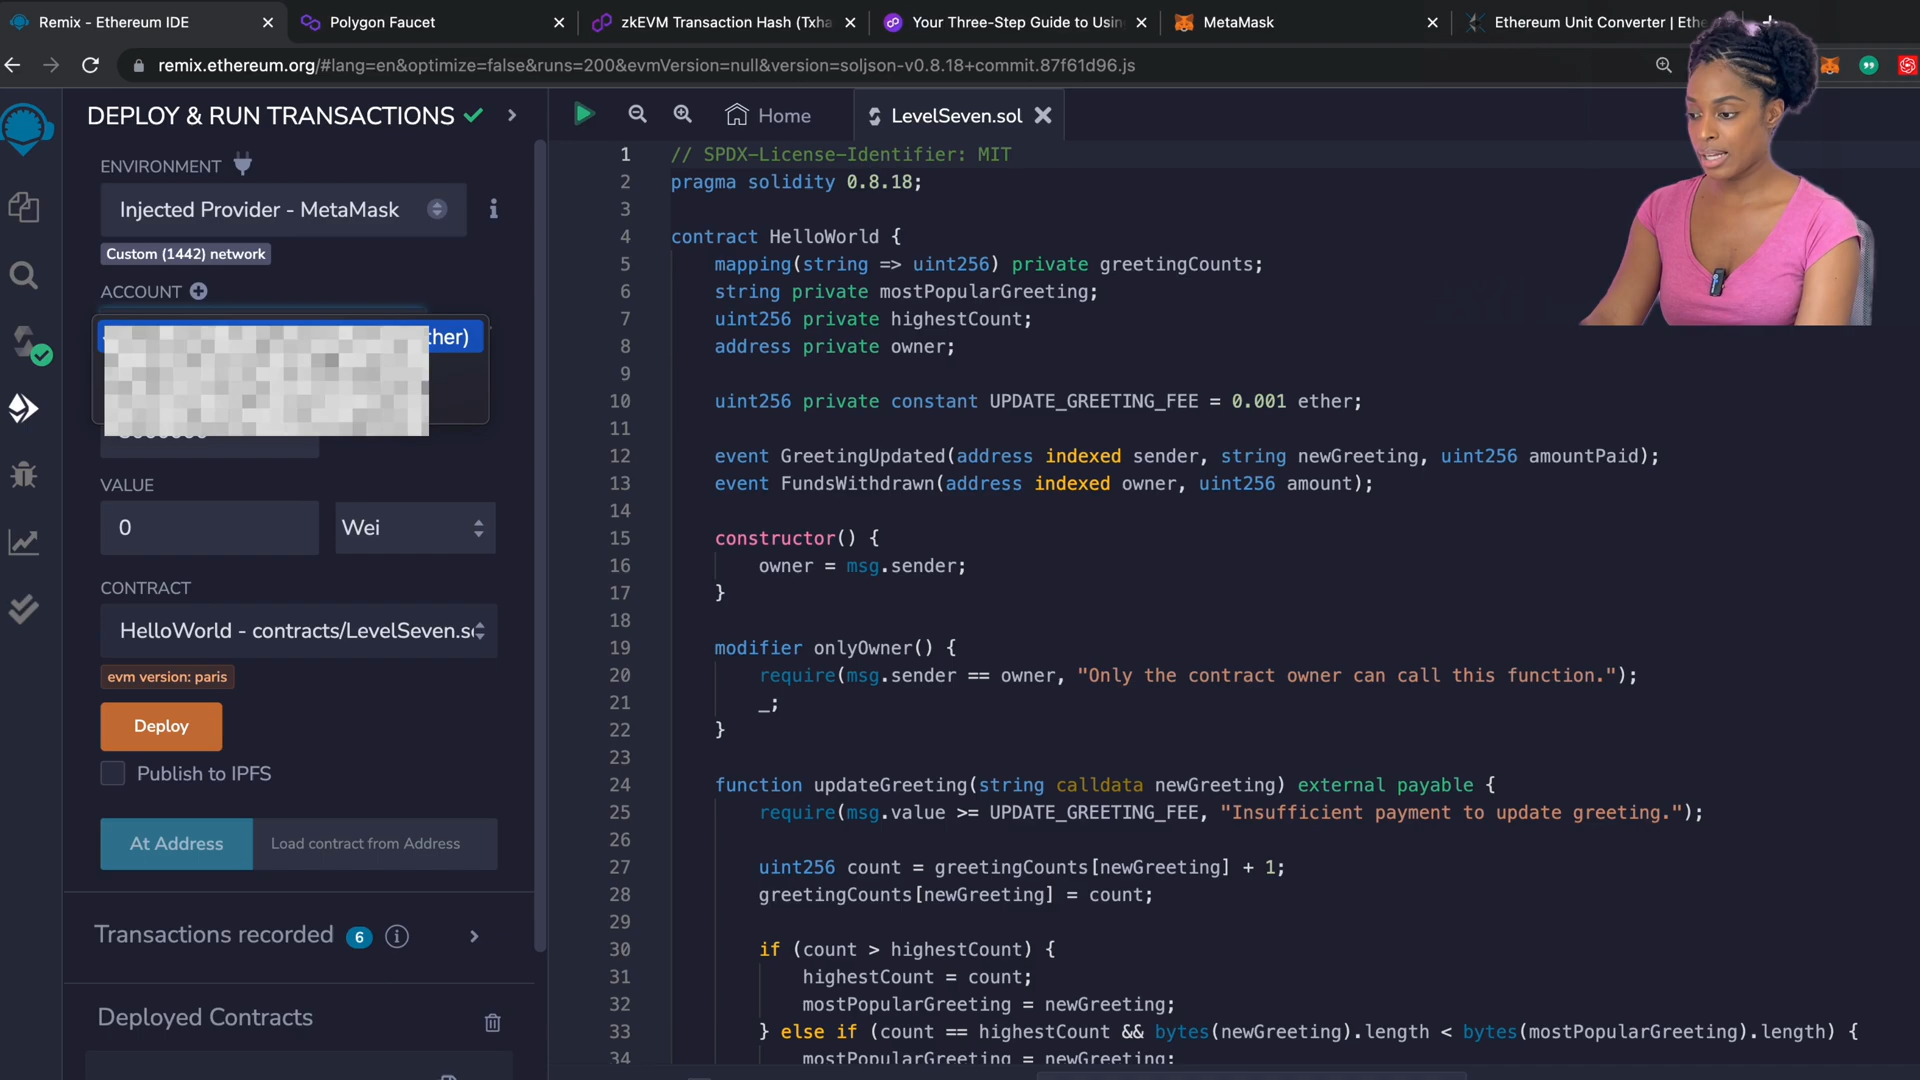 Remix - Ethereum IDE
Polygon Faucet
zkEVM Transaction Hash (Txha
Your Three-Step Guide to Usin
MetaMask
Ethereum Unit Converter | Ethe
remix.ethereum.org/#lang=en&optimize=false&runs=200&evmVersion=null&version=soljson-v0.8.18+commit.87f61d96.js
DEPLOY & RUN TRANSACTIONS
ENVIRONMENT
Injected Provider - MetaMask
Custom (1442) network
ACCOUNT
ther)
VALUE
0
Wei
CONTRACT
HelloWorld - contracts/LevelSeven.so
evm version: paris
Deploy
Publish to IPFS
At Address
Load contract from Address
Transactions recorded 6
Deployed Contracts
Home
LevelSeven.sol
1 // SPDX-License-Identifier: MIT
2 pragma solidity 0.8.18;
3
4 contract HelloWorld {
5 mapping(string => uint256) private greetingCounts;
6 string private mostPopularGreeting;
7 uint256 private highestCount;
8 address private owner;
9
10 uint256 private constant UPDATE_GREETING_FEE = 0.001 ether;
11
12 event GreetingUpdated(address indexed sender, string newGreeting, uint256 amountPaid);
13 event FundsWithdrawn(address indexed owner, uint256 amount);
14
15 constructor() {
16 owner = msg.sender;
17 }
18
19 modifier onlyOwner() {
20 require(msg.sender == owner, "Only the contract owner can call this function.");
21 _;
22 }
23
24 function updateGreeting(string calldata newGreeting) external payable {
25 require(msg.value >= UPDATE_GREETING_FEE, "Insufficient payment to update greeting.");
26
27 uint256 count = greetingCounts[newGreeting] + 1;
28 greetingCounts[newGreeting] = count;
29
30 if (count > highestCount) {
31 highestCount = count;
32 mostPopularGreeting = newGreeting;
33 } else if (count == highestCount && bytes(newGreeting).length < bytes(mostPopularGreeting).length) {
34 mostPopularGreeting = newGreeting;